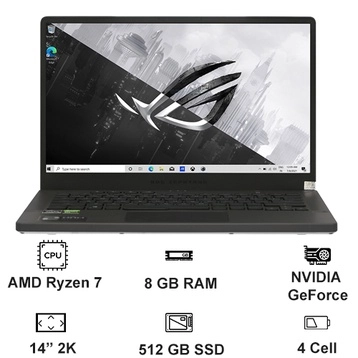 CPU
AMD Ryzen 7
8 GB RAM
NVIDIA
GeForce
14” 2K
512 GB SSD
4 Cell